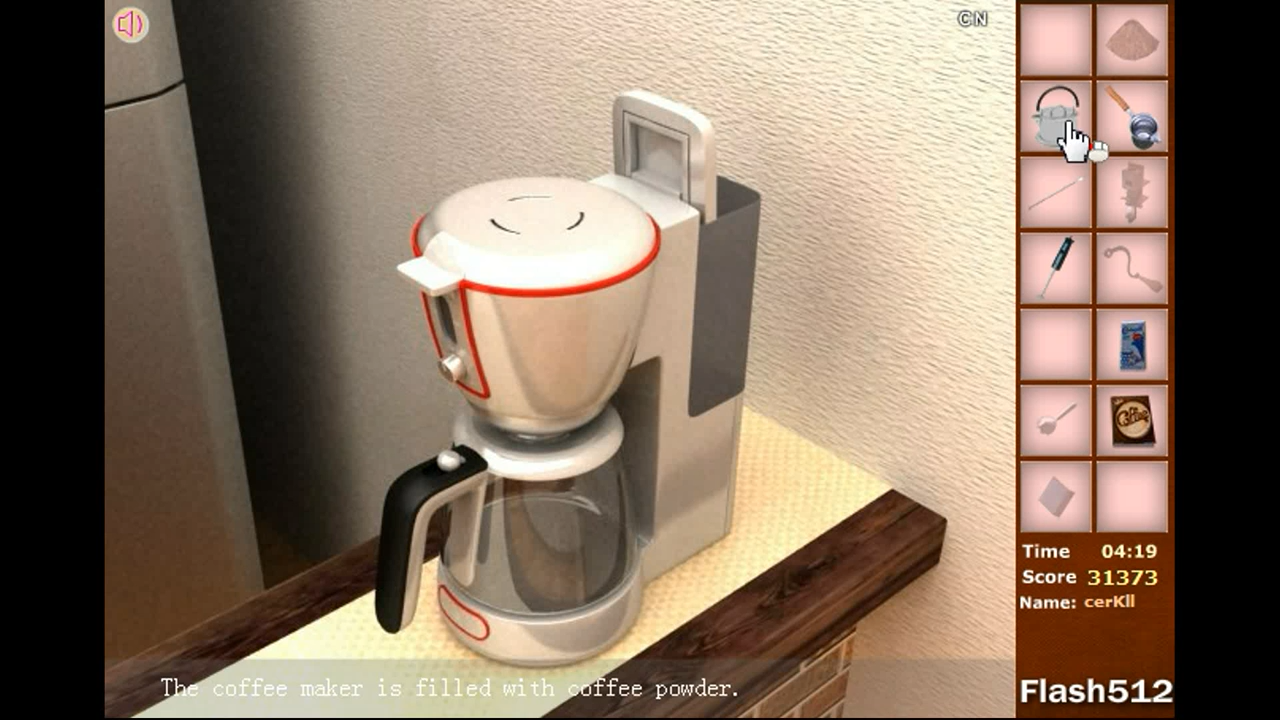 CN
Time 04:19
Score 31373
Name: cerKll
Flash512
The coffee maker is filled with coffee powder.